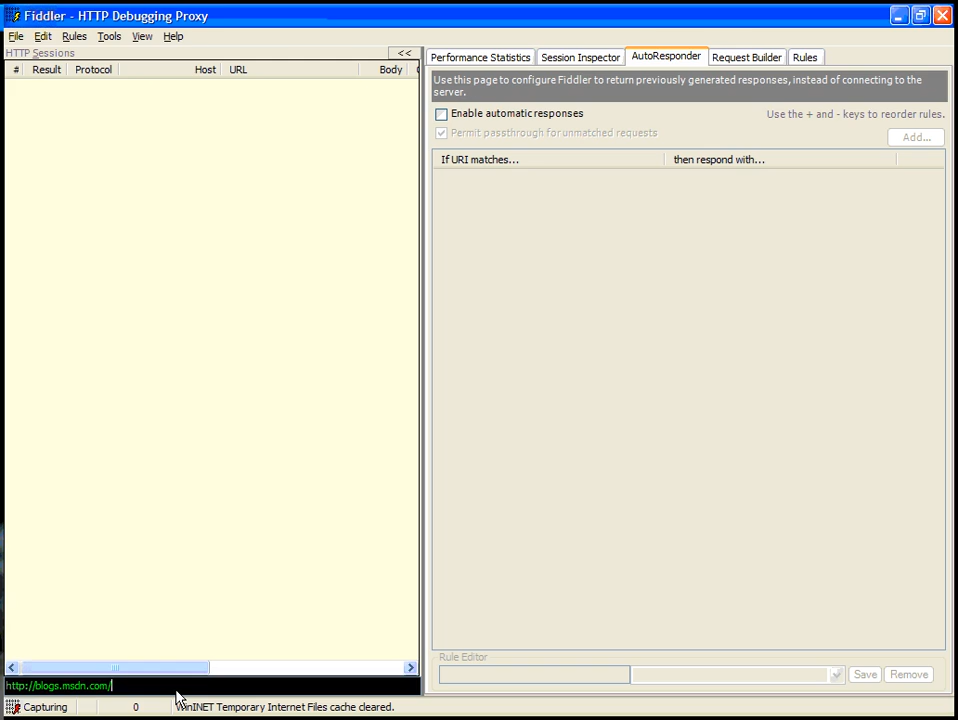 Fiddler - HTTP Debugging Proxy
File Edit Rules Tools View Help
HTTP Sessions <<
# Result Protocol Host URL Body
Performance Statistics Session Inspector AutoResponder Request Builder Rules
Use this page to configure Fiddler to return previously generated responses, instead of connecting to the
server.
Enable automatic responses Use the + and - keys to reorder rules.
Permit passthrough for unmatched requests
Add...
If URI matches... then respond with...
Rule Editor
Save Remove
http://blogs.msdn.com/
Capturing 0 WinINET Temporary Internet Files cache cleared.